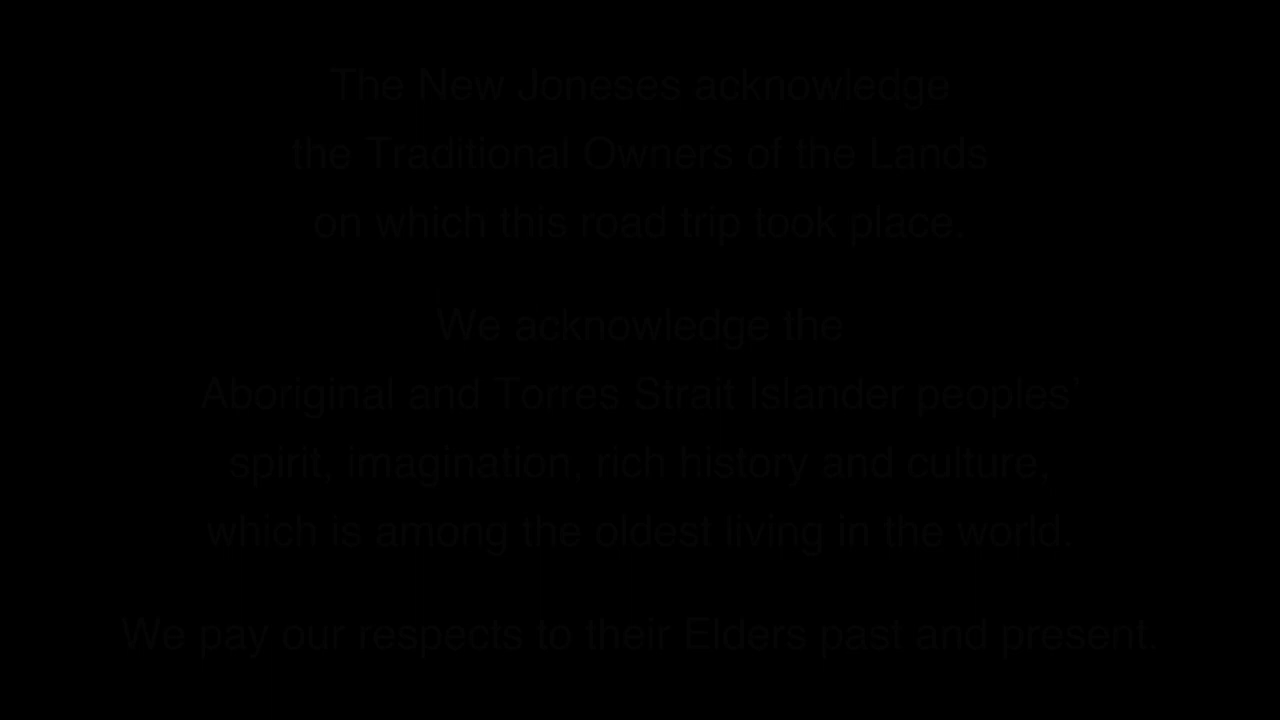 The New Joneses acknowledge
the Traditional Owners of the Lands
on which this road trip took place.
We acknowledge the
Aboriginal and Torres Strait Islander peoples'
spirit, imagination, rich history and culture,
which is among the oldest living in the world.
We pay our respects to their Elders past and present.